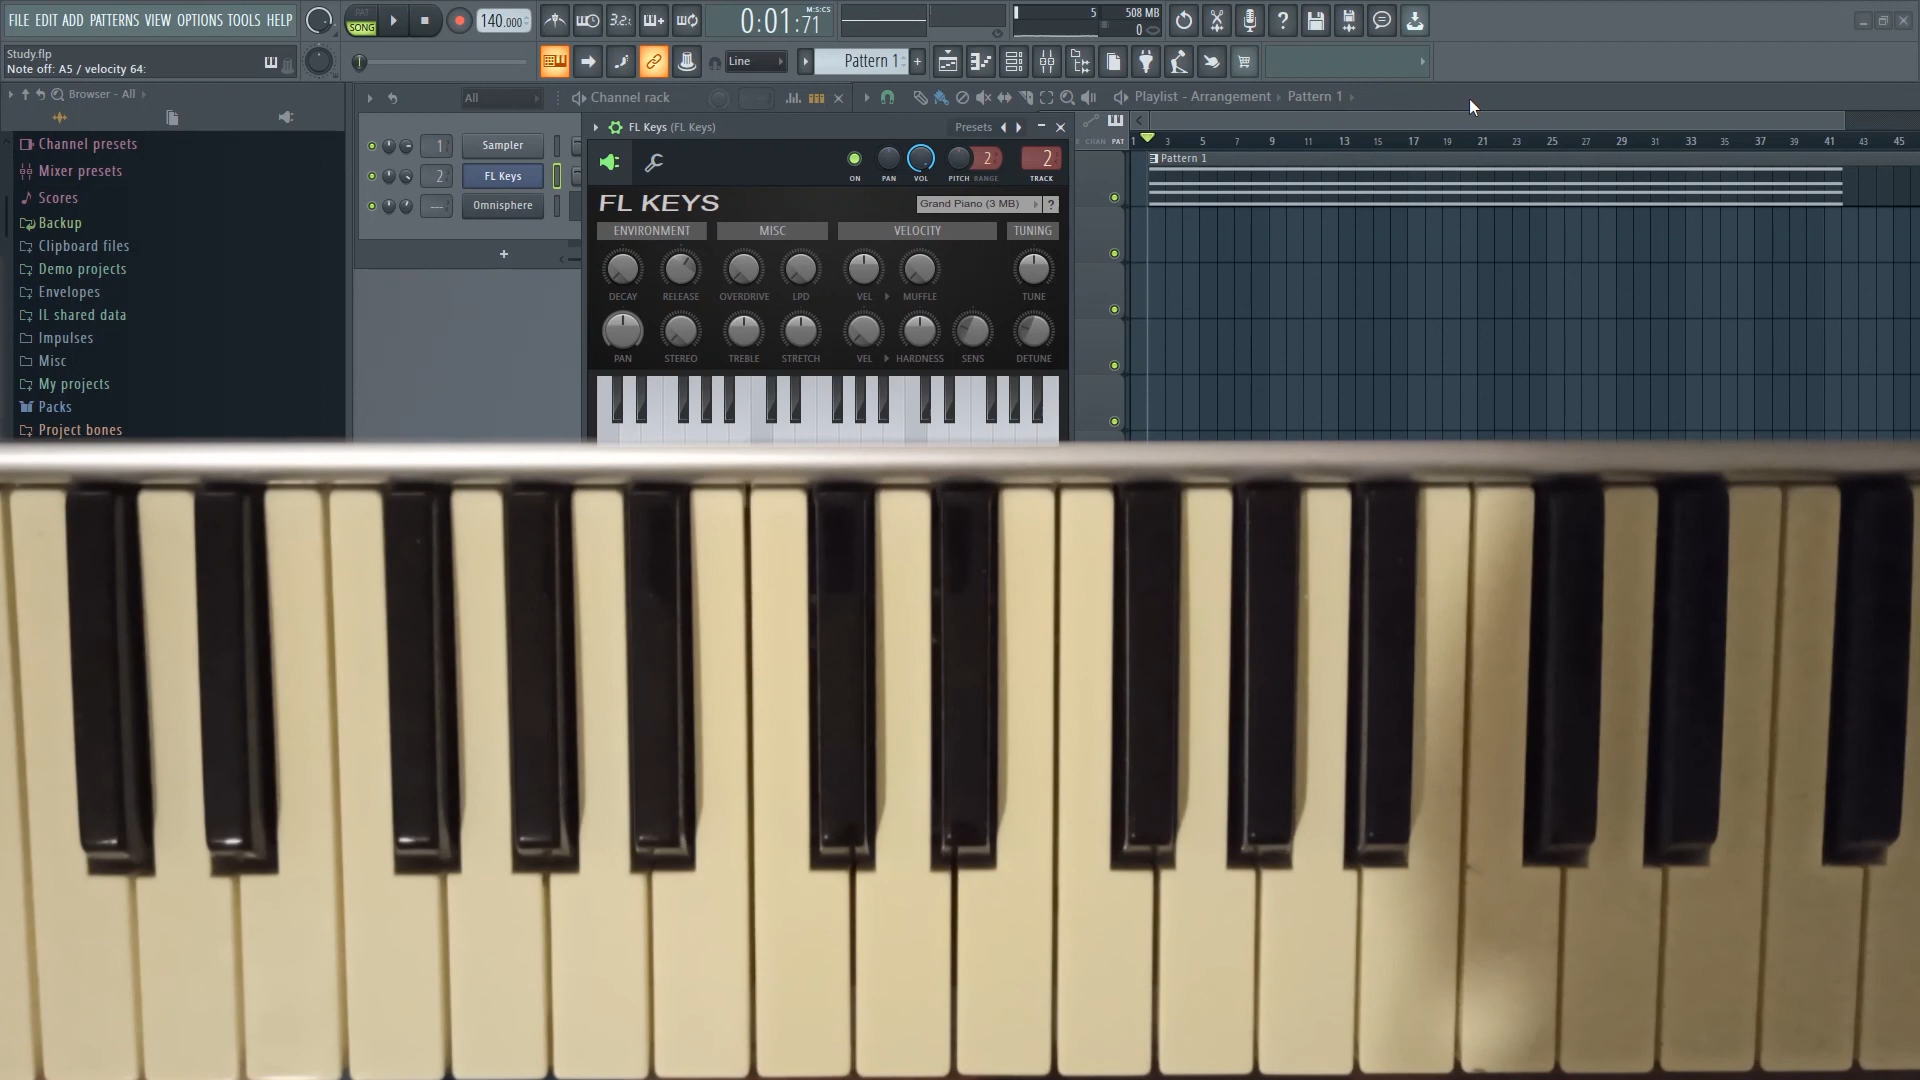 FILE EDIT ADD PATTERNS VIEW OPTIONS TOOLS HELP
PAT
SONG
140.000
3.2.
M:S:CS
0:01:71
5
508 MB
0
Study.flp
Note off: A5 / velocity 64:
Line
Pattern 1
+
Browser - All
Channel presets
Mixer presets
Scores
Backup
Clipboard files
Demo projects
Envelopes
IL shared data
Impulses
Misc
My projects
Packs
Project bones
All
Channel rack
1 Sampler
2 FL Keys
--- Omnisphere
+
FL Keys (FL Keys)
Presets
2
2
ON PAN VOL PITCH RANGE TRACK
FL KEYS
Grand Piano (3 MB)
?
ENVIRONMENT MISC VELOCITY TUNING
DECAY RELEASE OVERDRIVE LPD VEL MUFFLE TUNE
PAN STEREO TREBLE STRETCH VEL HARDNESS SENS DETUNE
Playlist - Arrangement Pattern 1
CHAN PAT
1 3 5 7 9 11 13 15 17 19 21 23 25 27 29 31 33 35 37 39 41 43 45
Pattern 1